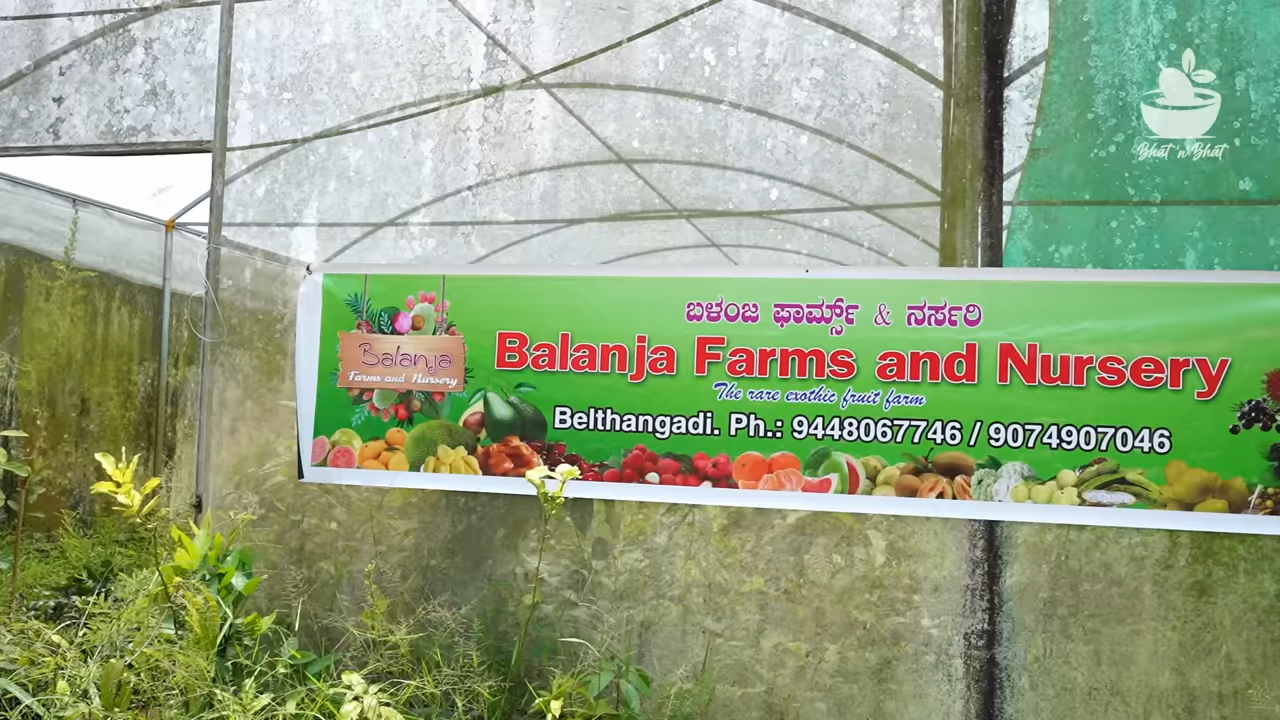 Bhat 'n Bhat
ಬಳಂಜ ಫಾರ್ಮ್ಸ್ & ನರ್ಸರಿ
Balanja
Farms and Nursery
Balanja Farms and Nursery
The rare exothic fruit farm
Belthangadi. Ph.: 9448067746 / 9074907046